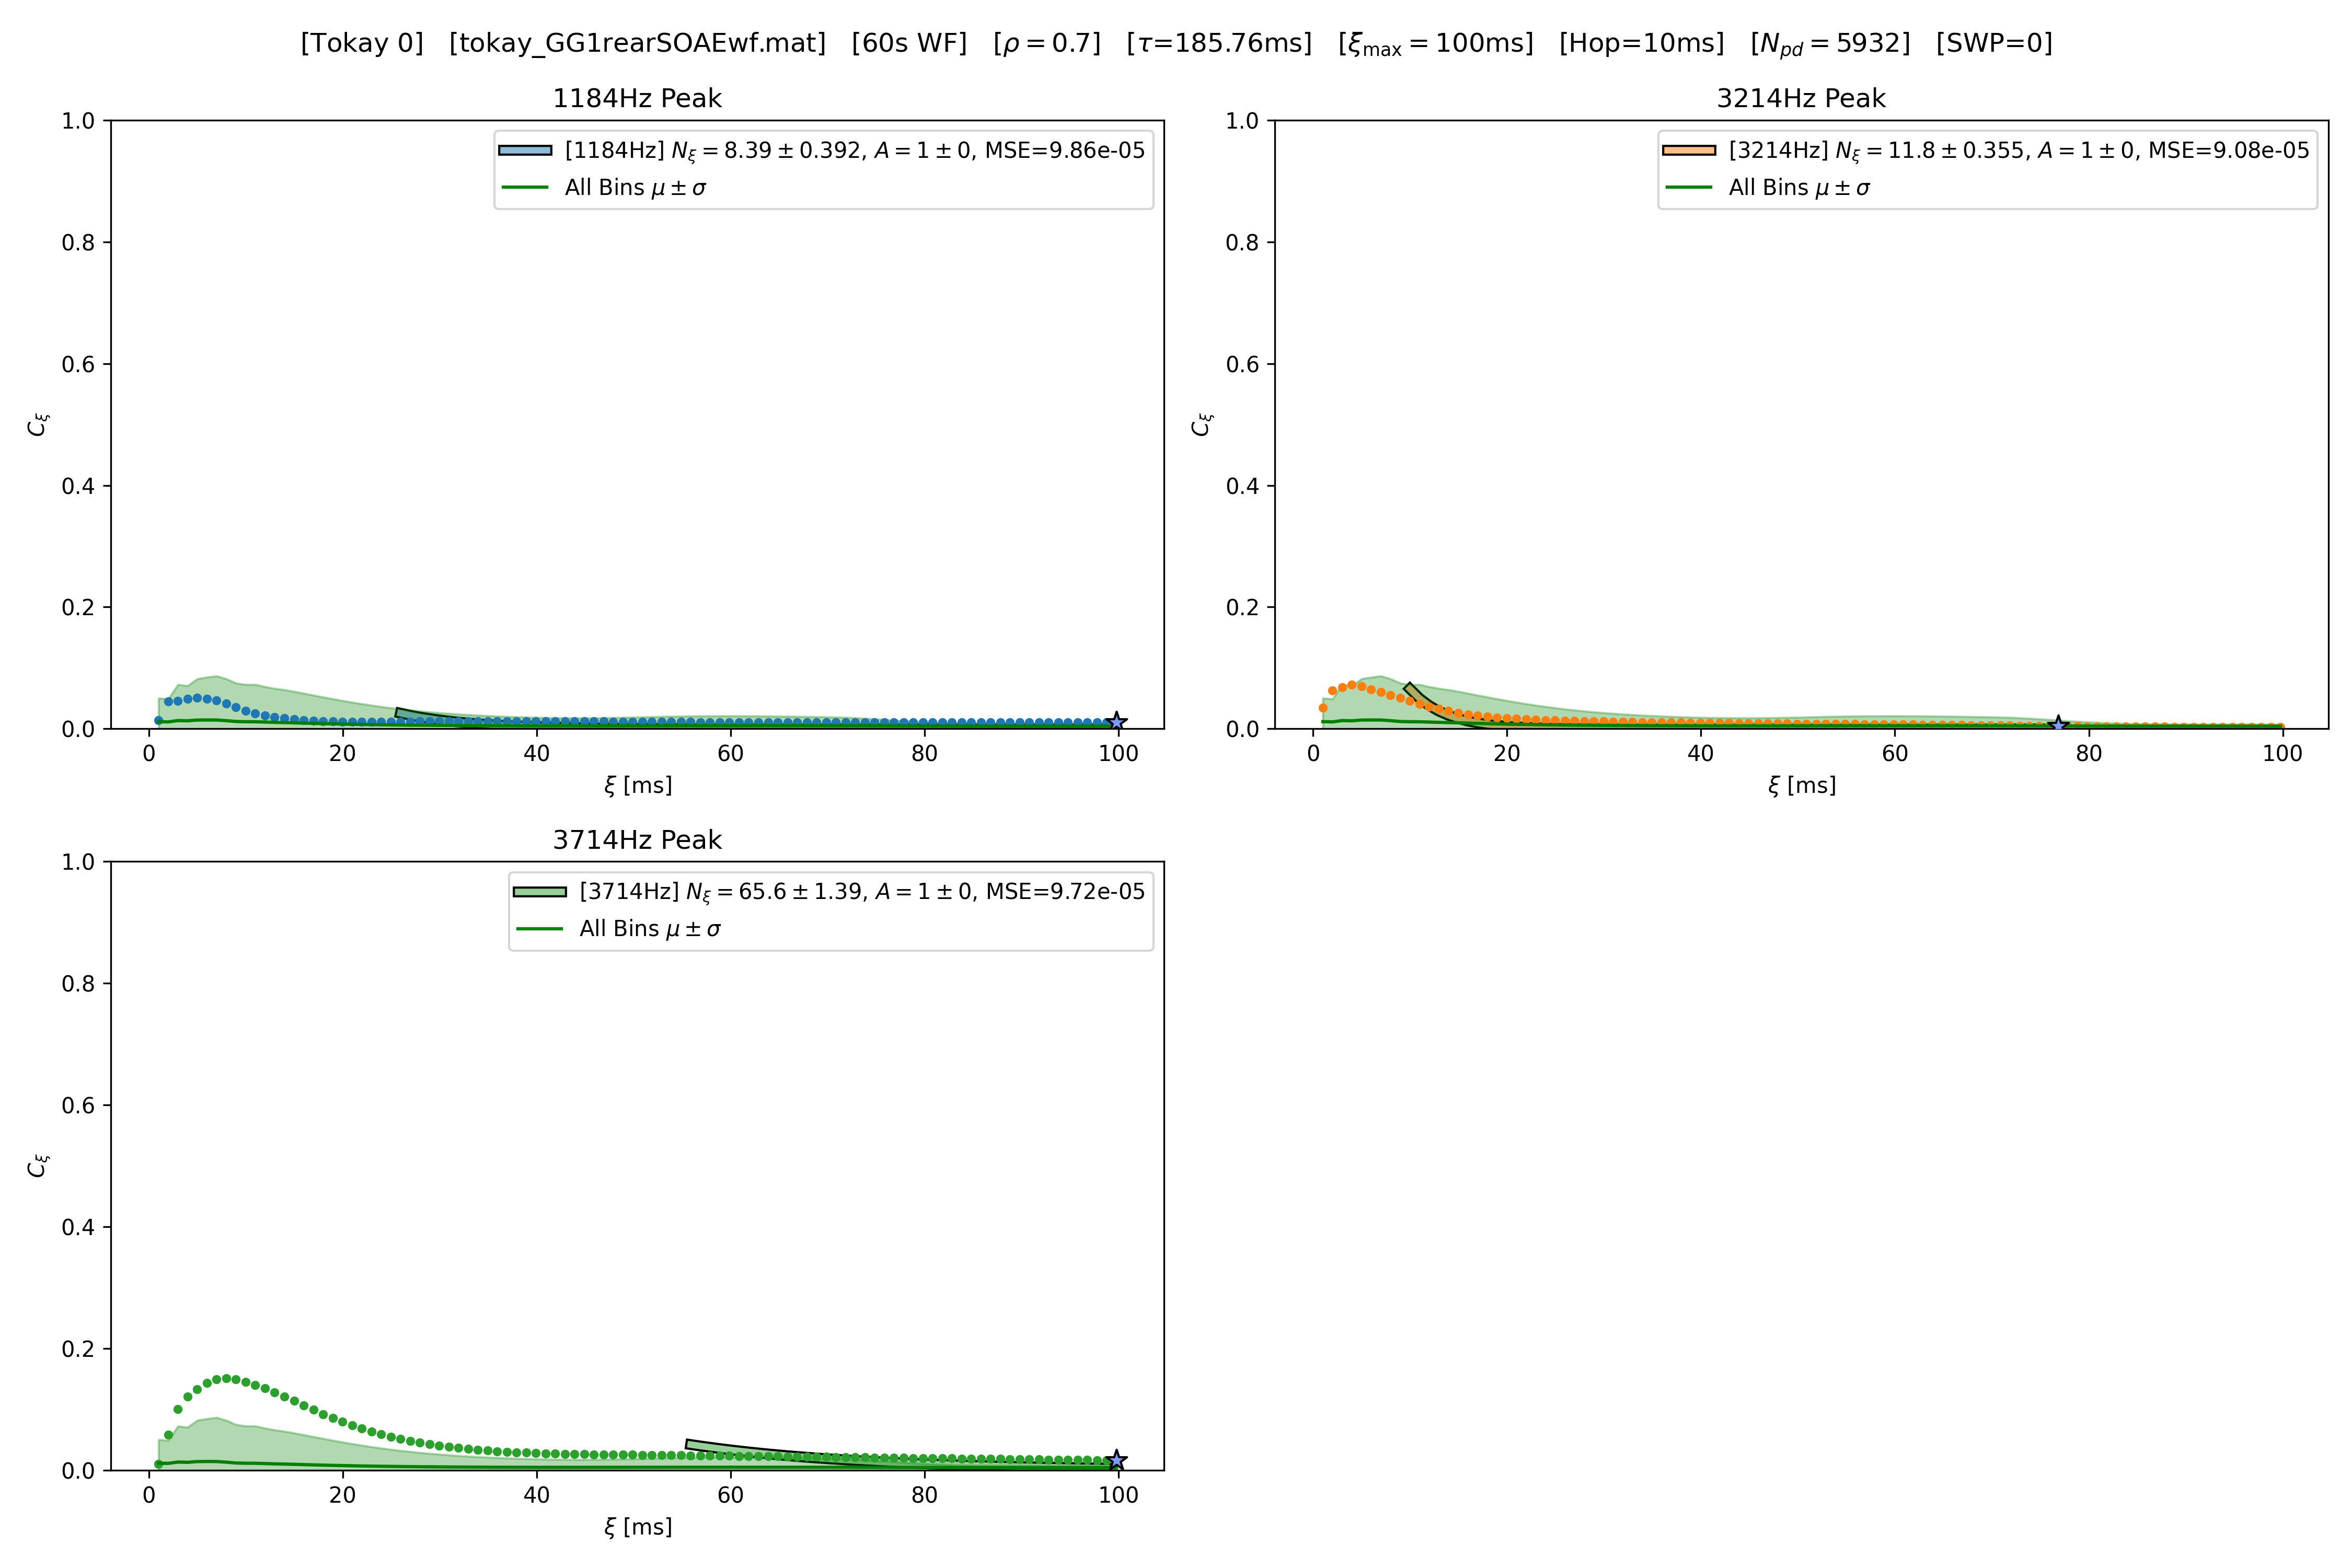 [Tokay 0] [tokay_GG1rearSOAEwf.mat] [60s WF] [ρ = 0.7] [τ=185.76ms] [ξmax = 100ms] [Hop=10ms] [Npd = 5932] [SWP=0]
1184Hz Peak
1.0
0.8
0.6
0.4
0.2
0.0
Cξ
[1184Hz] Nξ = 8.39 ± 0.392, A = 1 ± 0, MSE=9.86e-05
All Bins μ ± σ
0 20 40 60 80 100
ξ [ms]
3214Hz Peak
1.0
0.8
0.6
0.4
0.2
0.0
Cξ
[3214Hz] Nξ = 11.8 ± 0.355, A = 1 ± 0, MSE=9.08e-05
All Bins μ ± σ
0 20 40 60 80 100
ξ [ms]
3714Hz Peak
1.0
0.8
0.6
0.4
0.2
0.0
Cξ
[3714Hz] Nξ = 65.6 ± 1.39, A = 1 ± 0, MSE=9.72e-05
All Bins μ ± σ
0 20 40 60 80 100
ξ [ms]